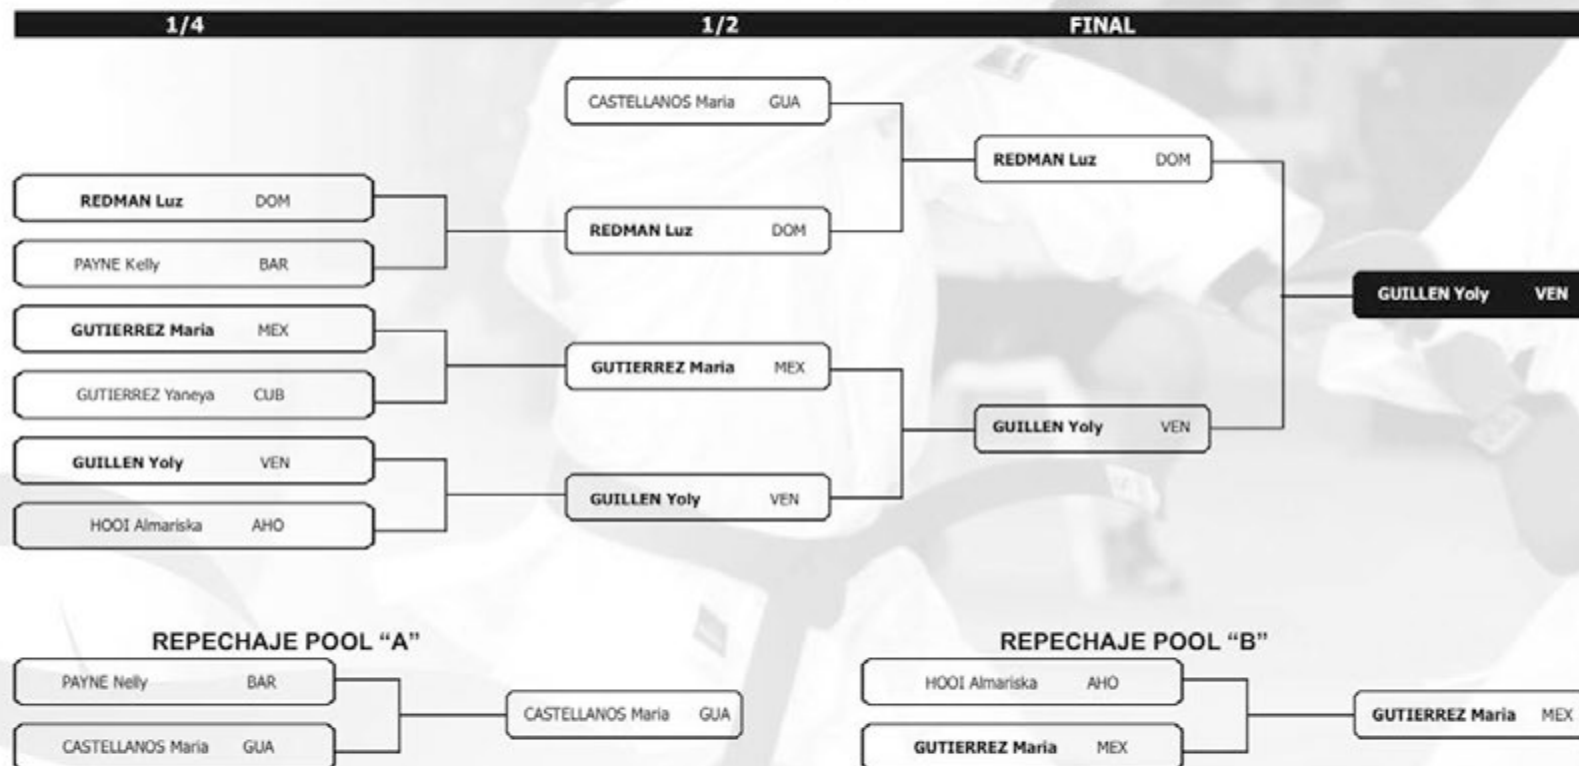 1/4 1/2 FINAL
CASTELLANOS Maria GUA
REDMAN Luz DOM
REDMAN Luz DOM
REDMAN Luz DOM
PAYNE Kelly BAR
GUILLEN Yoly VEN
GUTIERREZ Maria MEX
GUTIERREZ Maria MEX
GUTIERREZ Yaneya CUB
GUILLEN Yoly VEN
GUILLEN Yoly VEN
GUILLEN Yoly VEN
HOOI Almariska AHO
REPECHAJE POOL “A”
PAYNE Nelly BAR
CASTELLANOS Maria GUA
CASTELLANOS Maria GUA
REPECHAJE POOL “B”
HOOI Almariska AHO
GUTIERREZ Maria MEX
GUTIERREZ Maria MEX